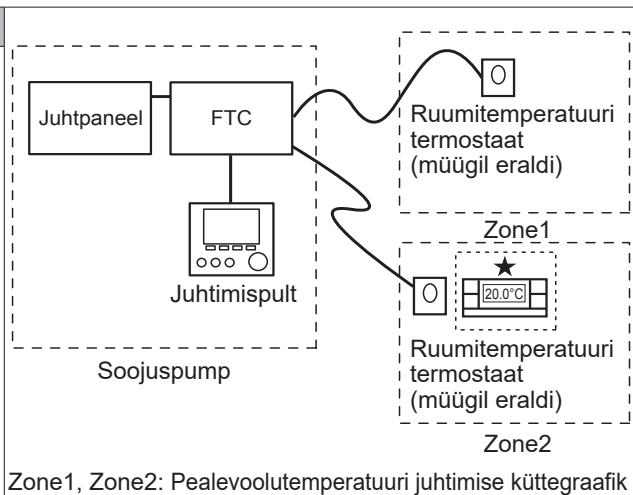 Juhtpaneel
FTC
Juhtimispult
Soojuspump
Ruumitemperatuuri
termostaat
(müügil eraldi)
Zone1
20.0°C
Ruumitemperatuuri
termostaat
(müügil eraldi)
Zone2
Zone1, Zone2: Pealevoolutemperatuuri juhtimise küttegraafik